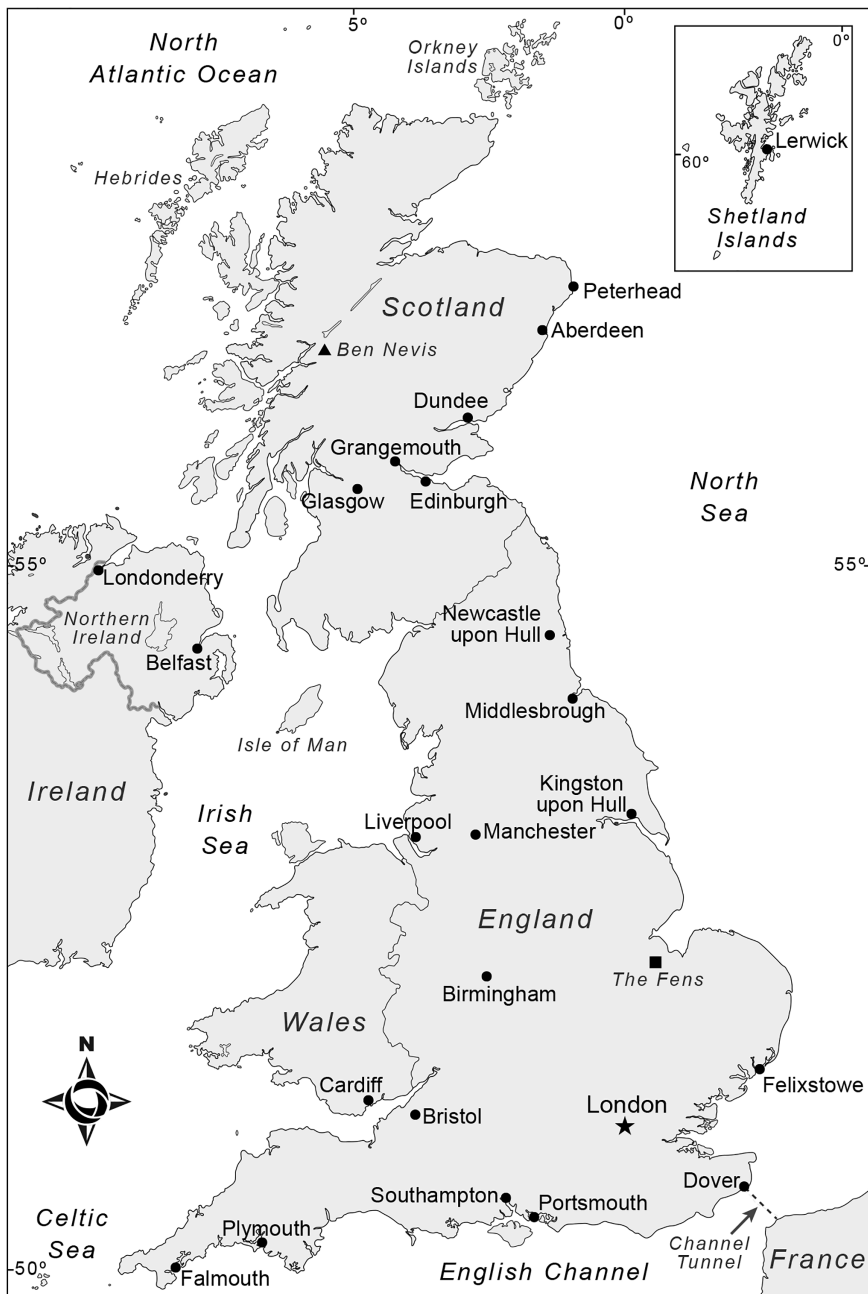 5°
0°
North
Atlantic Ocean
Orkney
Islands
0°
Lerwick
60°
Hebrides
Shetland
Islands
Peterhead
Scotland
Aberdeen
Ben Nevis
Dundee
Grangemouth
North
Sea
Glasgow
Edinburgh
55°
55°
Londonderry
Northern
Ireland
Newcastle
upon Hull
Belfast
Middlesbrough
Isle of Man
Ireland
Kingston
upon Hull
Irish
Sea
Liverpool
Manchester
England
The Fens
Birmingham
Wales
N
Cardiff
Felixstowe
London
Bristol
Dover
Southampton
Portsmouth
Celtic
Sea
Plymouth
Channel
Tunnel
France
50°
Falmouth
English Channel